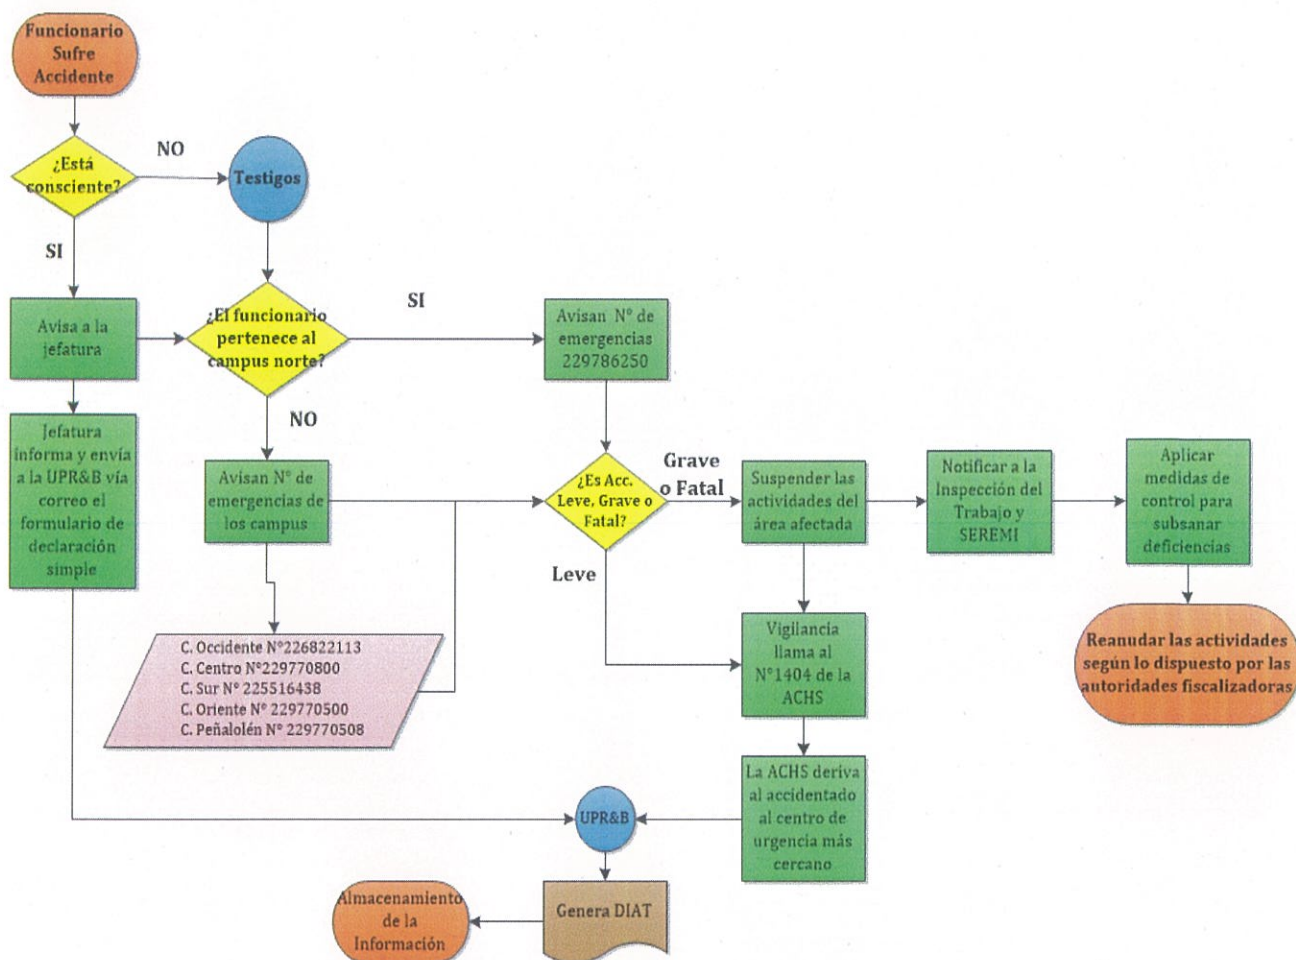 Funcionario
Sufre
Accidente
¿Está
consciente?
NO
Testigos
SI
Avisa a la
jefatura
¿El funcionario
pertenece al
campus norte?
SI
Avisan N° de
emergencias
229786250
NO
Jefatura
informa y envía
a la UPR&B vía
correo el
formulario de
declaración
simple
Avisan N° de
emergencias de
los campus
¿Es Acc.
Leve, Grave o
Fatal?
Grave
o Fatal
Suspender las
actividades del
área afectada
Notificar a la
Inspección del
Trabajo y
SEREMI
Aplicar
medidas de
control para
subsanar
deficiencias
Leve
C. Occidente N°226822113
C. Centro N°229770800
C. Sur N° 225516438
C. Oriente N° 229770500
C. Peñalolén N° 229770508
Vigilancia
llama al
N°1404 de la
ACHS
Reanudar las actividades
según lo dispuesto por las
autoridades fiscalizadoras
La ACHS deriva
al accidentado
al centro de
urgencia más
cercano
UPR&B
Genera DIAT
Almacenamiento
de la
Información